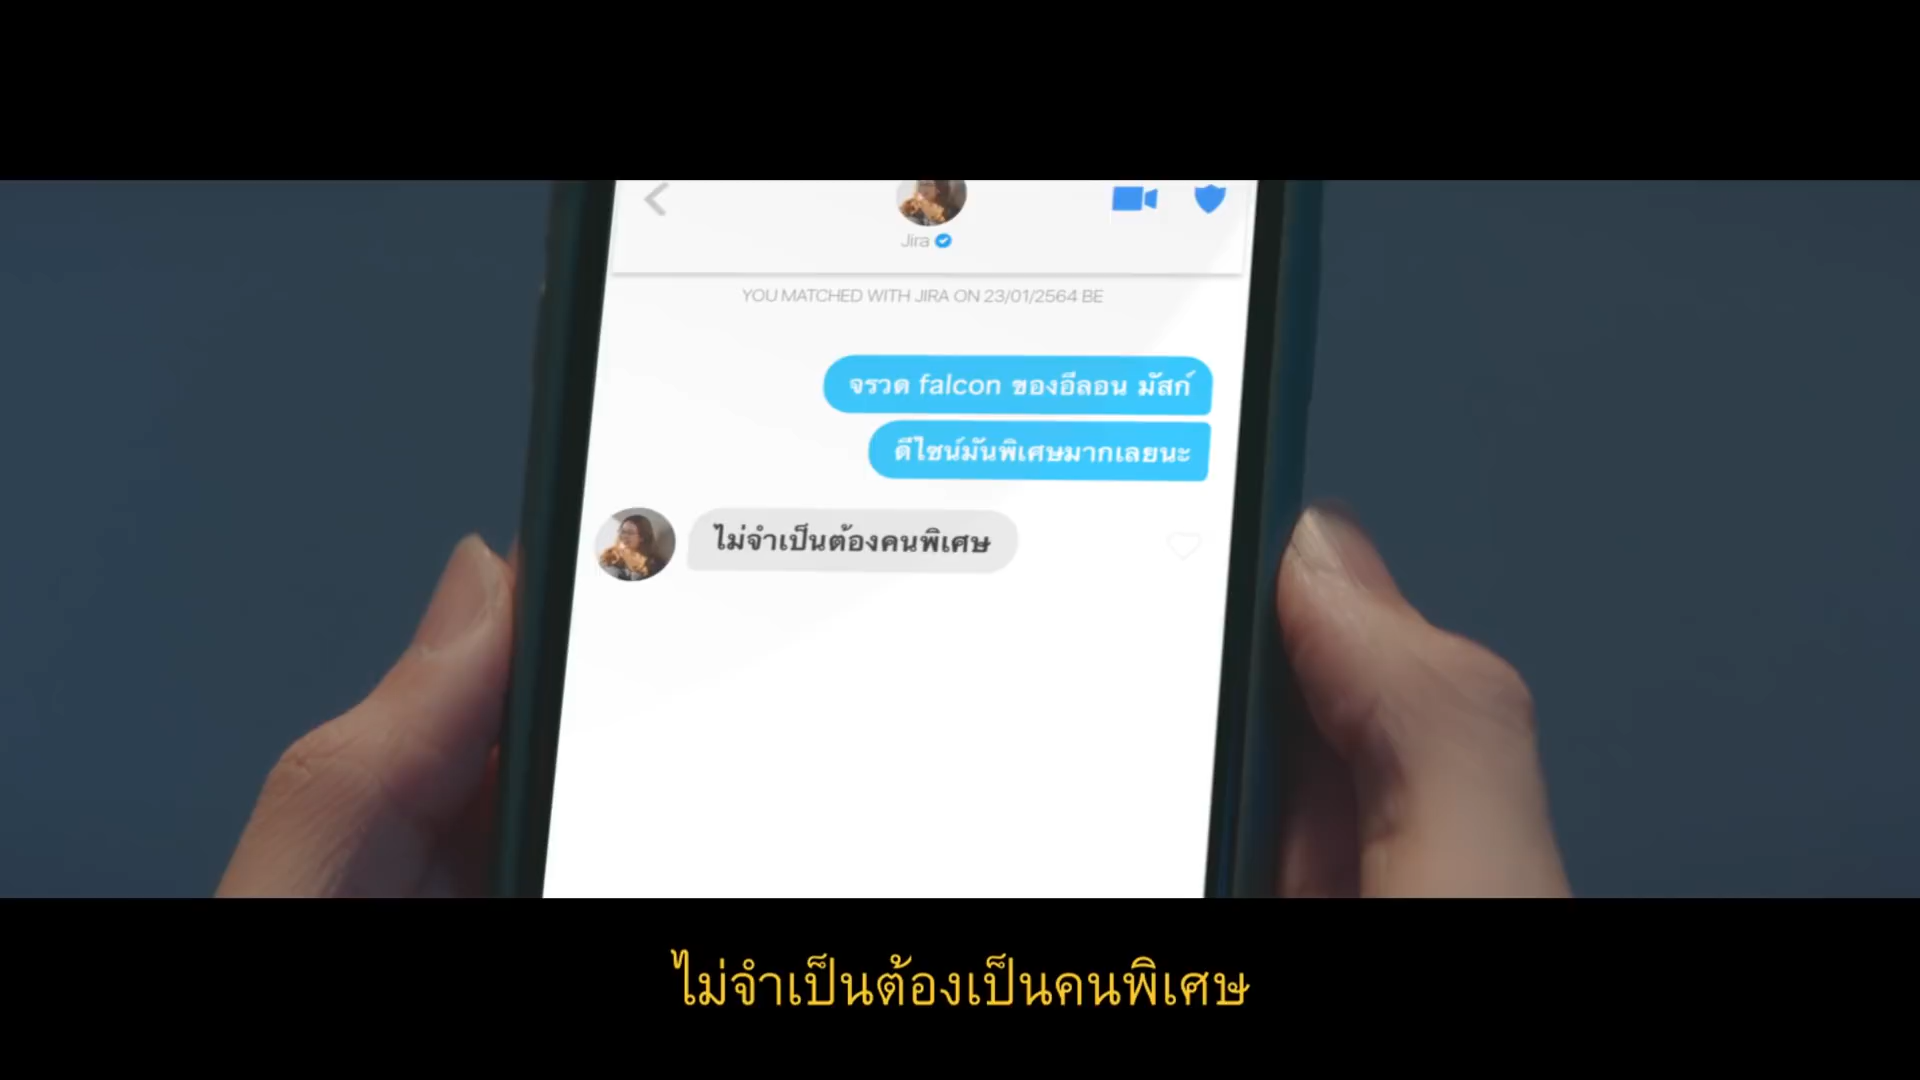 Jira
YOU MATCHED WITH JIRA ON 23/01/2564 BE
จรวด falcon ของอีลอน มัสก์
ดีไซน์มันพิเศษมากเลยนะ
ไม่จำเป็นต้องคนพิเศษ
ไม่จำเป็นต้องเป็นคนพิเศษ